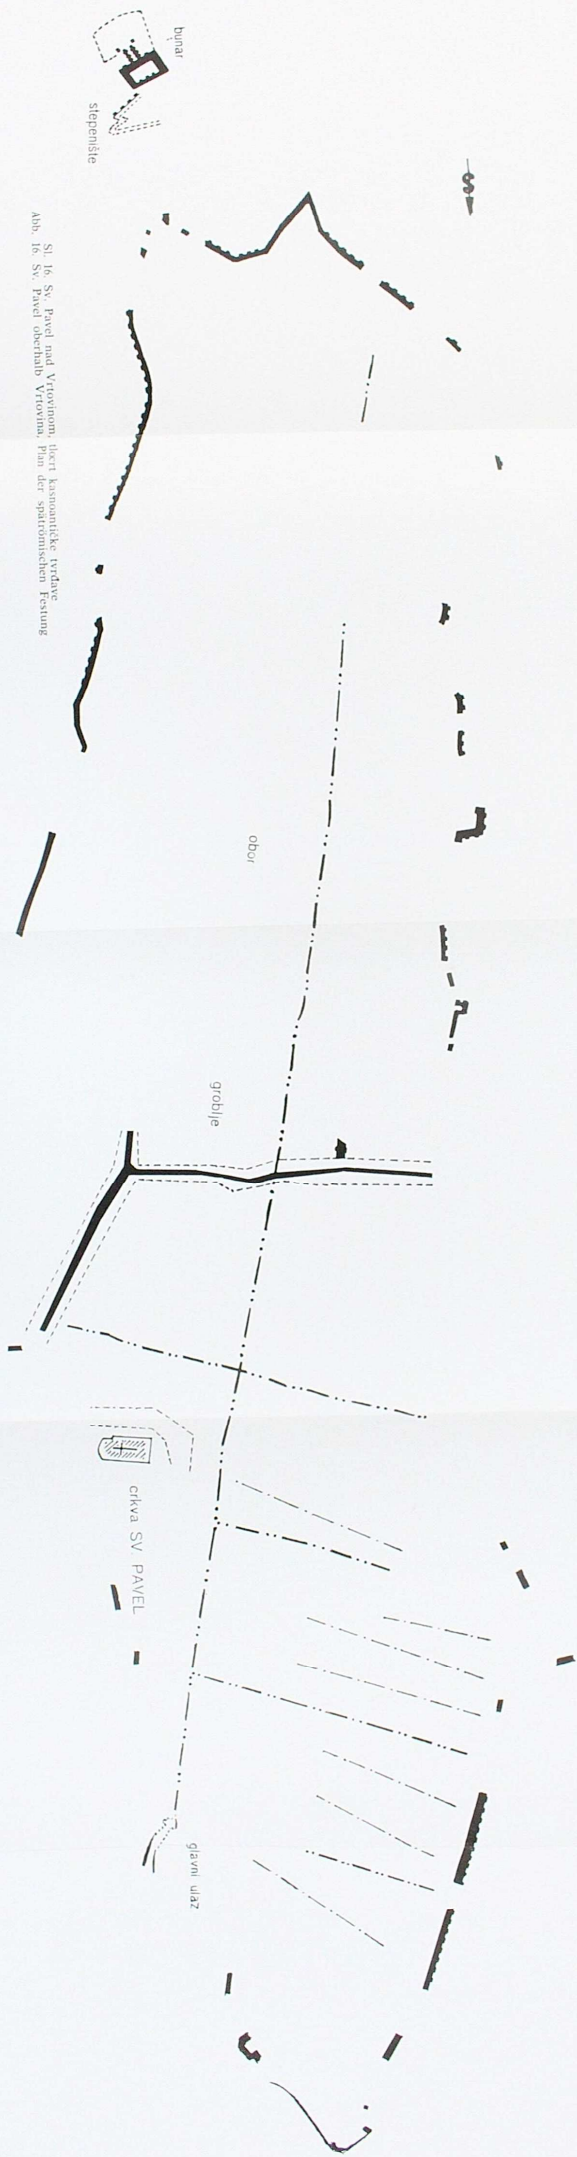 bunar
stepenište
S
Sl. 16. Sv. Pavel nad Vrtovinom, tlocrt kasnoantičke tvrđave
Abb. 16. Sv. Pavel oberhalb Vrtovina, Plan der spätrömischen Festung
obor
groblje
crkva SV. PAVEL
glavni ulaz